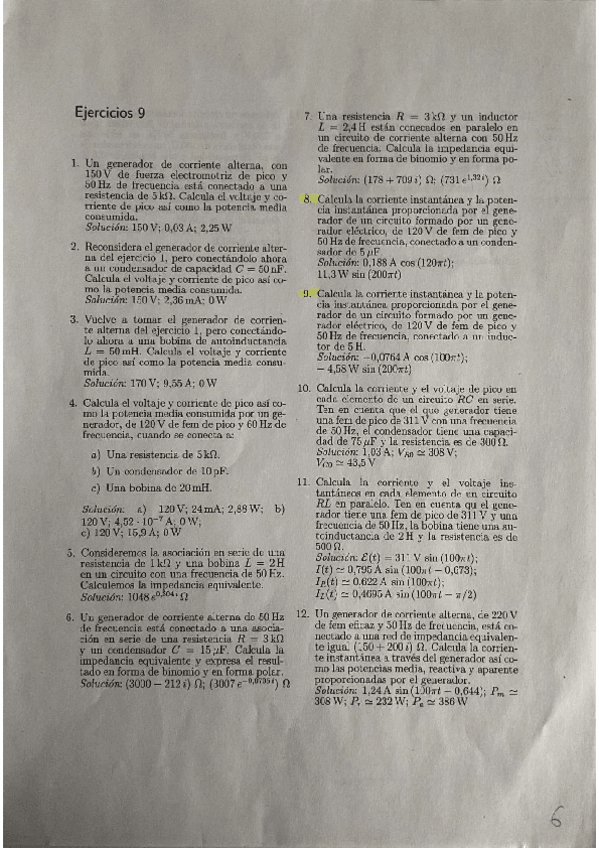 Ejercicios 9
1. Un generador de corriente alterna, con
150 V de fuerza electromotriz de pico y
50 Hz de frecuencia está conectado a una
resistencia de 5 kΩ. Calcula el voltaje y co-
rriente de pico así como la potencia media
consumida.
Solución: 150 V; 0,03 A; 2,25 W
2. Reconsidera el generador de corriente alter-
na del ejercicio 1, pero conectándolo ahora
a un condensador de capacidad C = 50 nF.
Calcula el voltaje y corriente de pico así co-
mo la potencia media consumida.
Solución: 150 V; 2,36 mA; 0 W
3. Vuelve a tomar el generador de corrien-
te alterna del ejercicio 1, pero conectándo-
lo ahora a una bobina de autoinductancia
L = 50 mH. Calcula el voltaje y corriente
de pico así como la potencia media consu-
mida.
Solución: 170 V; 9,55 A; 0 W
4. Calcula el voltaje y corriente de pico así co-
mo la potencia media consumida por un ge-
nerador, de 120 V de fem de pico y 60 Hz de
frecuencia, cuando se conecta a:
a) Una resistencia de 5 kΩ.
b) Un condensador de 10 pF.
c) Una bobina de 20 mH.
Solución: a) 120 V; 24 mA; 2,88 W; b)
120 V; 4,52 · 10⁻⁷ A; 0 W;
c) 120 V; 15,9 A; 0 W
5. Consideremos la asociación en serie de una
resistencia de 1 kΩ y una bobina L = 2 H
en un circuito con una frecuencia de 50 Hz.
Calculemos la impedancia equivalente.
Solución: 1048 e^0,304 i Ω
6. Un generador de corriente alterna de 50 Hz
de frecuencia está conectado a una asocia-
ción en serie de una resistencia R = 3 kΩ
y un condensador C = 15 μF. Calcula la
impedancia equivalente y expresa el resul-
tado en forma de binomio y en forma polar.
Solución: (3000 − 212 i) Ω; (3007 e^−0,0705 i) Ω
7. Una resistencia R = 3 kΩ y un inductor
L = 2,4 H están conecados en paralelo en
un circuito de corriente alterna con 50 Hz
de frecuencia. Calcula la impedancia equi-
valente en forma de binomio y en forma po-
lar.
Solución: (178 + 709 i) Ω; (731 e^1,32 i) Ω
8. Calcula la corriente instantánea y la poten-
cia instantánea proporcionada por el gene-
rador de un circuito formado por un gene-
rador eléctrico, de 120 V de fem de pico y
50 Hz de frecuencia, conectado a un conden-
sador de 5 μF.
Solución: 0,188 A cos (120πt);
11,3 W sin (200πt)
9. Calcula la corriente instantánea y la poten-
cia instantánea proporcionada por el gene-
rador de un circuito formado por un gene-
rador eléctrico, de 120 V de fem de pico y
50 Hz de frecuencia, conectado a un induc-
tor de 5 H.
Solución: −0,0764 A cos (100πt);
− 4,58 W sin (200πt)
10. Calcula la corriente y el voltaje de pico en
cada elemento de un circuito RC en serie.
Ten en cuenta que el que generador tiene
una fem de pico de 311 V con una frecuencia
de 50 Hz, el condensador tiene una capaci-
dad de 75 μF y la resistencia es de 300 Ω.
Solución: 1,03 A; V_R0 ≃ 308 V;
V_C0 ≃ 43,5 V
11. Calcula la corriente y el voltaje ins-
tantáneos en cada elemento de un circuito
RL en paralelo. Ten en cuenta qu el gene-
rador tiene una fem de pico de 311 V y una
frecuencia de 50 Hz, la bobina tiene una au-
toinductancia de 2 H y la resistencia es de
500 Ω.
Solución: ℰ(t) = 311 V sin (100πt);
I(t) ≃ 0,795 A sin (100πt − 0,673);
I_R(t) ≃ 0.622 A sin (100πt);
I_L(t) ≃ 0,4695 A sin (100πt − π/2)
12. Un generador de corriente alterna, de 220 V
de fem eficaz y 50 Hz de frecuencia, está co-
nectado a una red de impedancia equivalen-
te igual (150 + 200 i) Ω. Calcula la corrien-
te instantánea a través del generador así co-
mo las potencias media, reactiva y aparente
proporcionadas por el generador.
Solución: 1,24 A sin (100πt − 0,644); P_m ≃
308 W; P_r ≃ 232 W; P_a ≃ 386 W
6